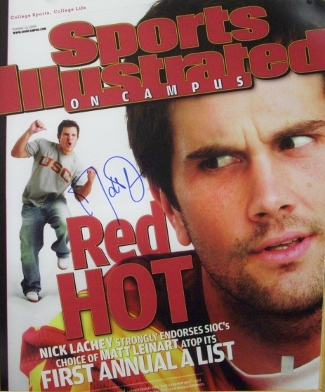 College Sports, College Life
Sports
Illustrated
ON CAMPUS
USC
Red
HOT
NICK LACHEY STRONGLY ENDORSES SIOC's
CHOICE OF MATT LEINART ATOP ITS
FIRST ANNUAL A LIST